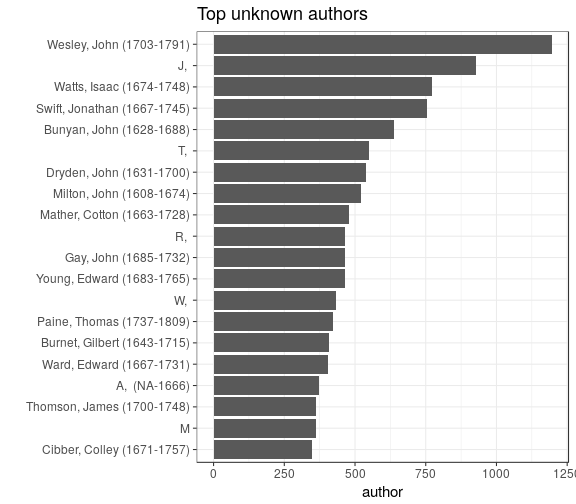 Top unknown authors
Wesley, John (1703-1791)
J,
Watts, Isaac (1674-1748)
Swift, Jonathan (1667-1745)
Bunyan, John (1628-1688)
T,
Dryden, John (1631-1700)
Milton, John (1608-1674)
Mather, Cotton (1663-1728)
R,
Gay, John (1685-1732)
Young, Edward (1683-1765)
W,
Paine, Thomas (1737-1809)
Burnet, Gilbert (1643-1715)
Ward, Edward (1667-1731)
A, (NA-1666)
Thomson, James (1700-1748)
M
Cibber, Colley (1671-1757)
0 250 500 750 1000 1250
author